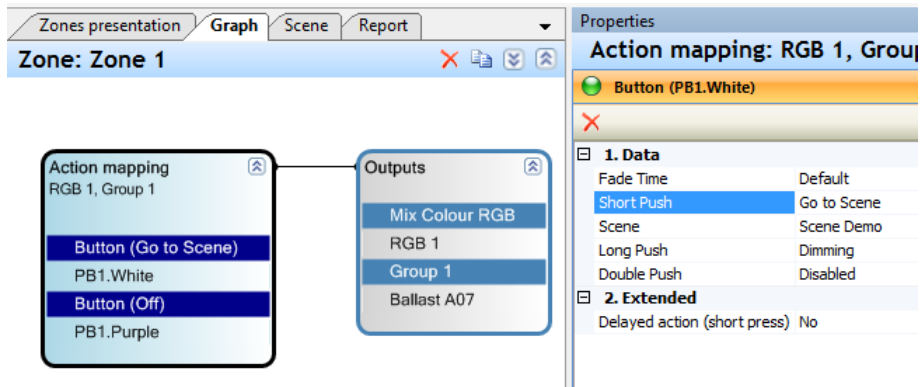 Zones presentation
Graph
Scene
Report
Zone: Zone 1
Action mapping
RGB 1, Group 1
Button (Go to Scene)
PB1.White
Button (Off)
PB1.Purple
Outputs
Mix Colour RGB
RGB 1
Group 1
Ballast A07
Properties
Action mapping: RGB 1, Grou
Button (PB1.White)
1. Data
Fade Time Default
Short Push Go to Scene
Scene Scene Demo
Long Push Dimming
Double Push Disabled
2. Extended
Delayed action (short press) No